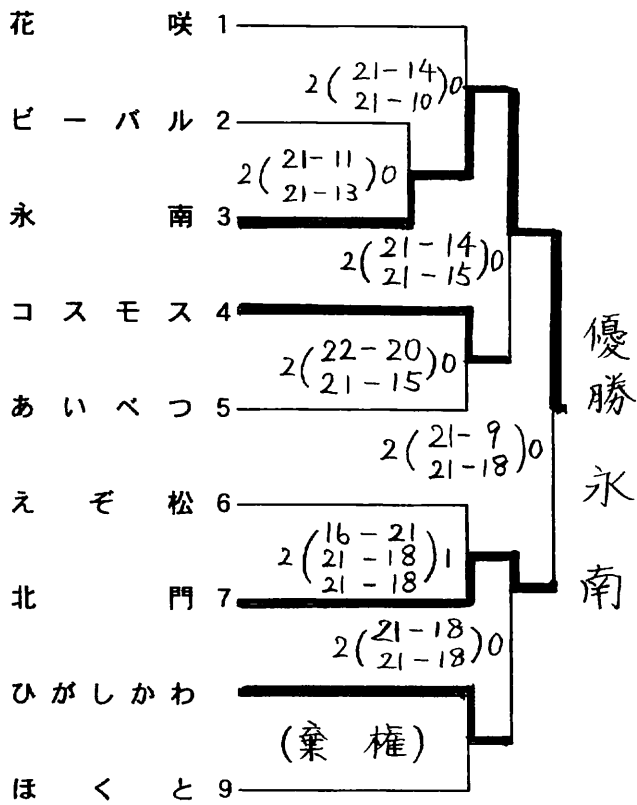 花咲 1
2(21-14 21-10)0
ビーバル 2
2(21-11 21-13)0
永南 3
2(21-14 21-15)0
コスモス 4
2(22-20 21-15)0
あいべつ 5
2(21-9 21-18)0
優勝 永南
えぞ松 6
2(16-21 21-18 21-18)1
北門 7
2(21-18 21-18)0
ひがしかわ
(棄権)
ほくと 9